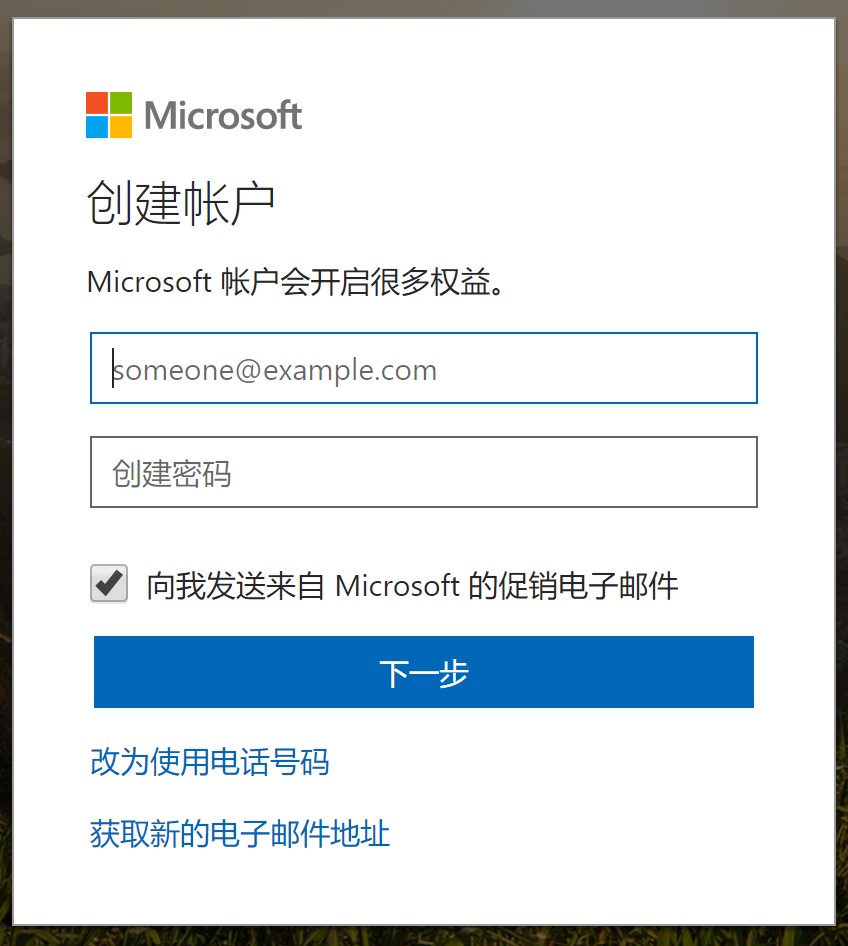 Microsoft
创建帐户
Microsoft 帐户会开启很多权益。
someone@example.com
创建密码
向我发送来自 Microsoft 的促销电子邮件
下一步
改为使用电话号码
获取新的电子邮件地址